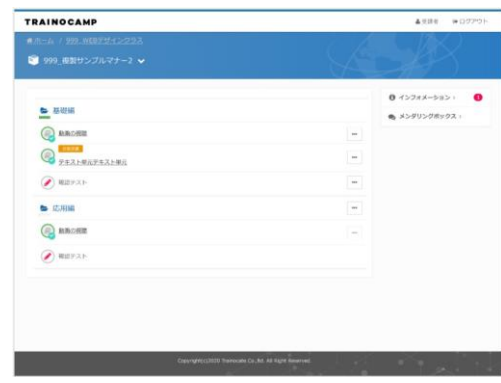 TRAINOCAMP
ログアウト
ホーム / 999_WEBデザインクラス
999_複製サンプルマナー2
基礎編
動画の視聴
テキスト単元テキスト単元
確認テスト
応用編
動画の視聴
確認テスト
インフォメーション
1
メンタリングボックス
Copyright(c)2020 Trainocate Co.,ltd. All Right Reserved.